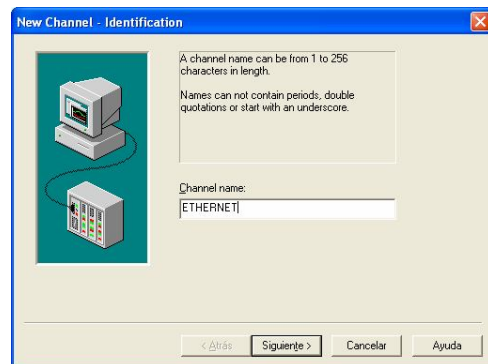 New Channel - Identification
A channel name can be from 1 to 256
characters in length.
Names can not contain periods, double
quotations or start with an underscore.
Channel name:
ETHERNET
< Atrás
Siguiente >
Cancelar
Ayuda